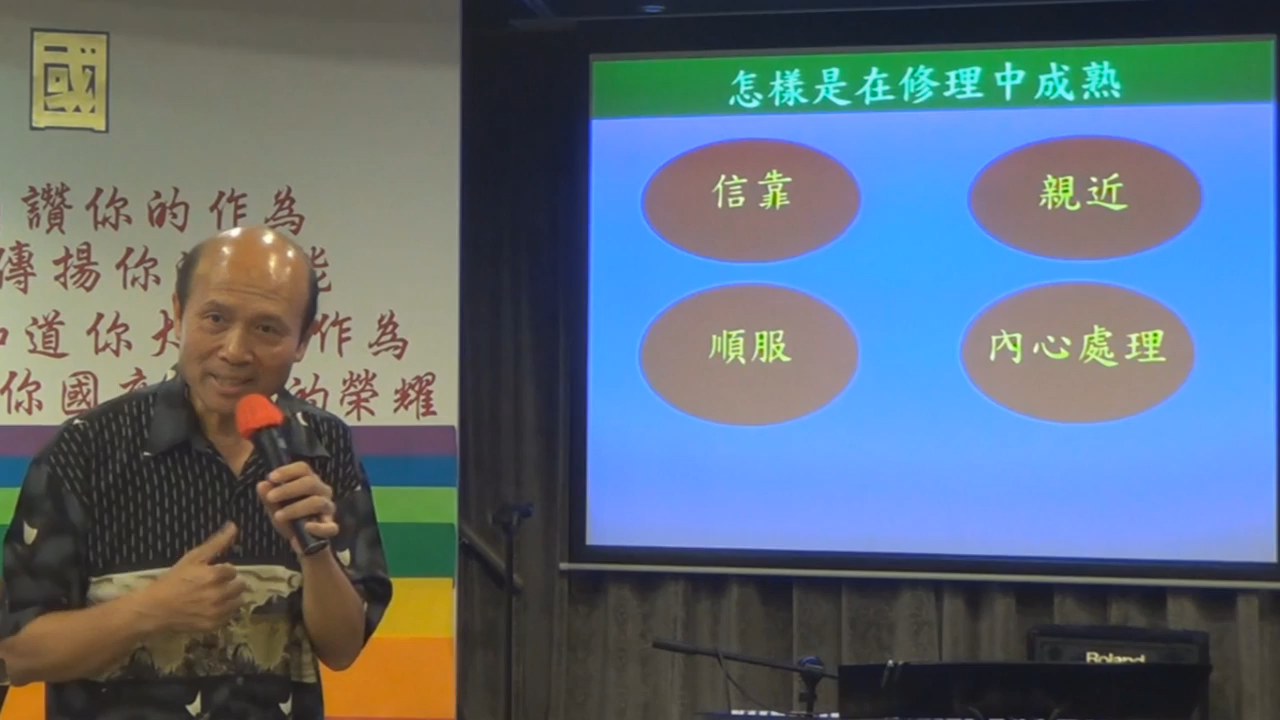 國
讚你的作為
傳揚你 能
道你大 作為
你國 的榮耀
怎樣是在修理中成熟
信靠
親近
順服
內心處理
Roland